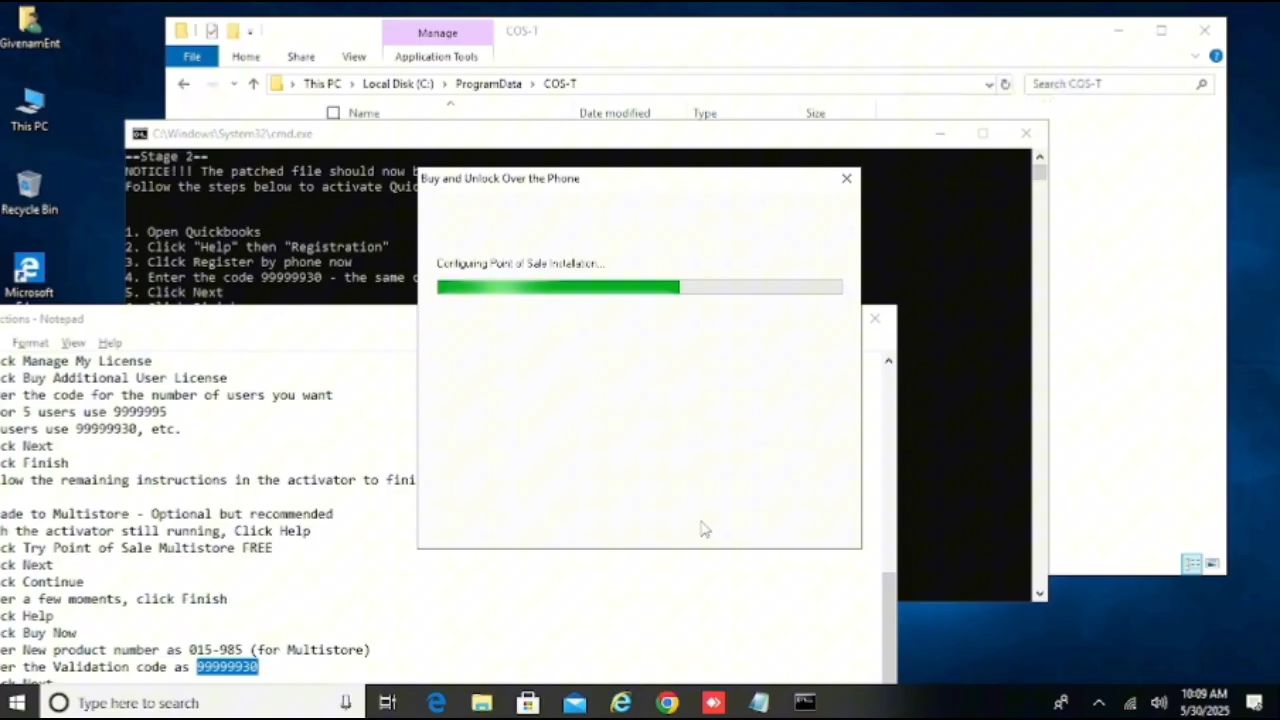 GivenamEnt
This PC
Recycle Bin
Microsoft
Manage
COS-T
File
Home
Share
View
Application Tools
This PC
Local Disk (C:)
ProgramData
COS-T
Search COS-T
Name
Date modified
Type
Size
C:\Windows\System32\cmd.exe
--Stage 2--
NOTICE!!! The patched file should now
Follow the steps below to activate
1. Open Quickbooks
2. Click "Help" then "Registration"
3. Click Register by phone now
4. Enter the code 99999930 - the same
5. Click Next
Buy and Unlock Over the Phone
Configuring Point of Sale Installation...
ctions - Notepad
Format View Help
ck Manage My License
ck Buy Additional User License
er the code for the number of users you want
or 5 users use 9999995
users use 99999930, etc.
ck Next
ck Finish
low the remaining instructions in the activator to fini
ade to Multistore - Optional but recommended
h the activator still running, Click Help
ck Try Point of Sale Multistore FREE
ck Next
ck Continue
er a few moments, click Finish
ck Help
ck Buy Now
er New product number as 015-985 (for Multistore)
er the Validation code as 99999930
Type here to search
10:09 AM
5/30/2025